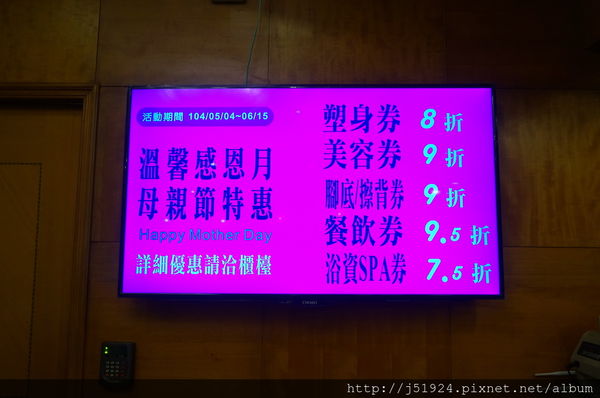 活動期間 104/05/04~06/15
溫馨感恩月
母親節特惠
Happy Mother Day
詳細優惠請洽櫃檯
塑身券 8折
美容券 9折
腳底/擦背券 9折
餐飲券 9.5折
浴資SPA券 7.5折
http://j51924.pixnet.net/album